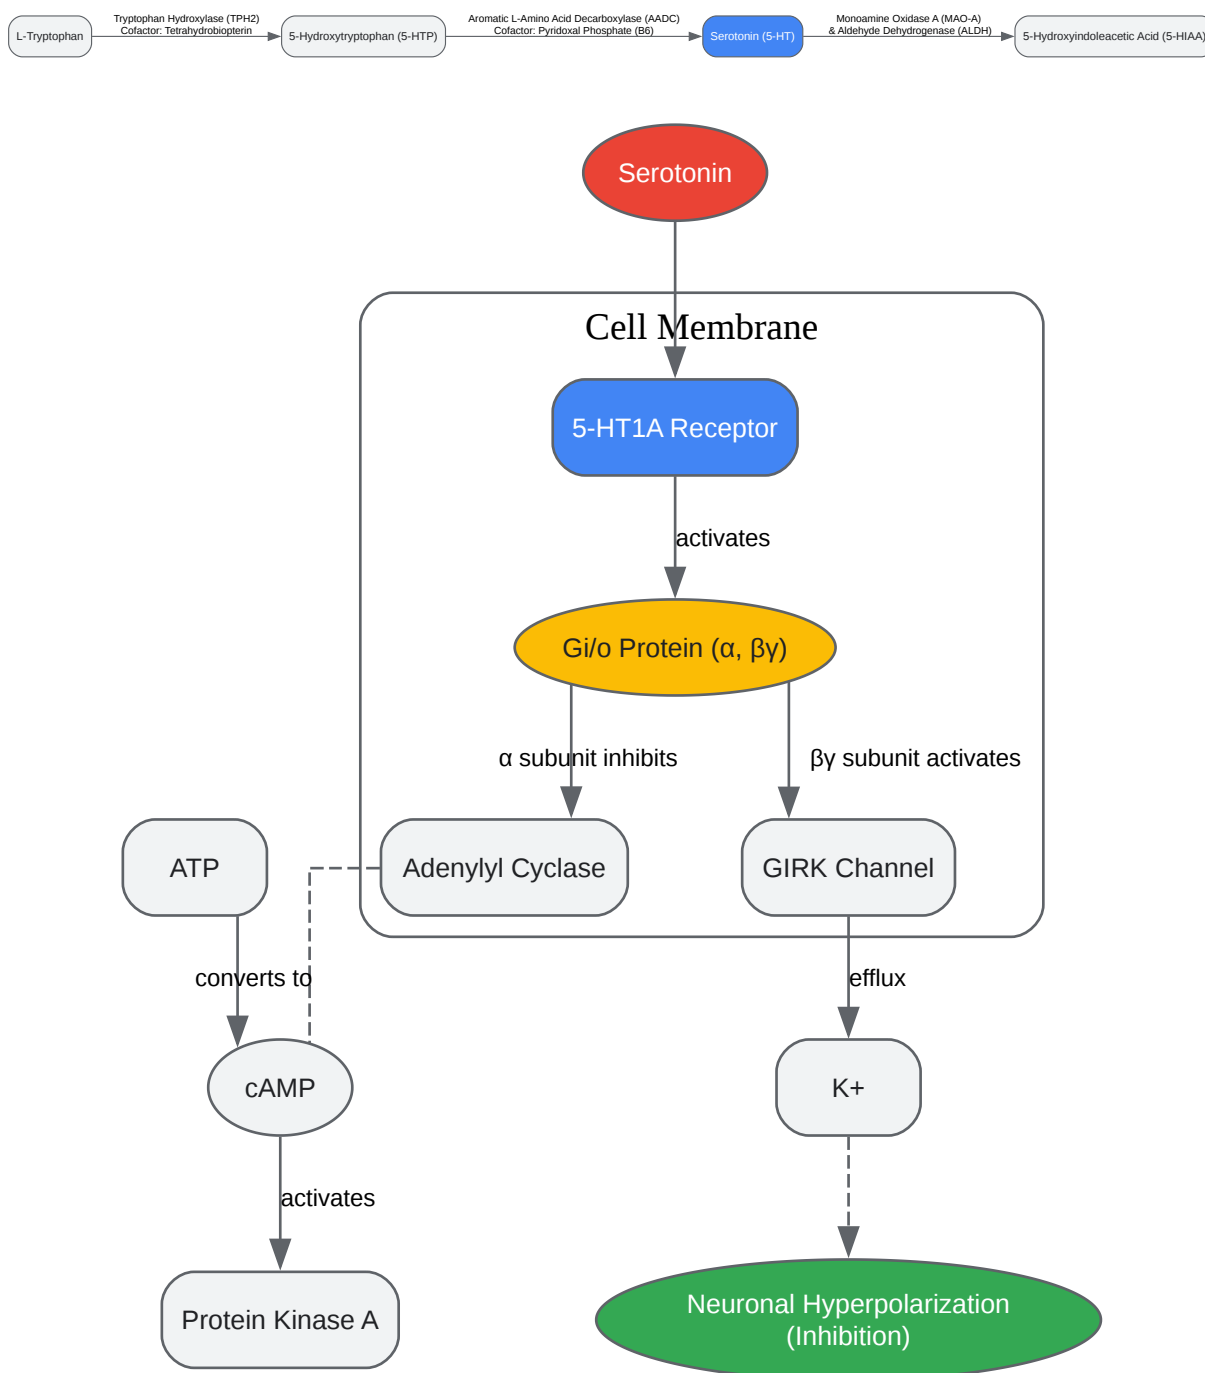 L-Tryptophan
Tryptophan Hydroxylase (TPH2)
Cofactor: Tetrahydrobiopterin
5-Hydroxytryptophan (5-HTP)
Aromatic L-Amino Acid Decarboxylase (AADC)
Cofactor: Pyridoxal Phosphate (B6)
Serotonin (5-HT)
Monoamine Oxidase A (MAO-A)
& Aldehyde Dehydrogenase (ALDH)
5-Hydroxyindoleacetic Acid (5-HIAA)
Serotonin
Cell Membrane
5-HT1A Receptor
activates
Gi/o Protein (α, βγ)
α subunit inhibits
βγ subunit activates
ATP
Adenylyl Cyclase
GIRK Channel
converts to
efflux
cAMP
K+
activates
Protein Kinase A
Neuronal Hyperpolarization
(Inhibition)